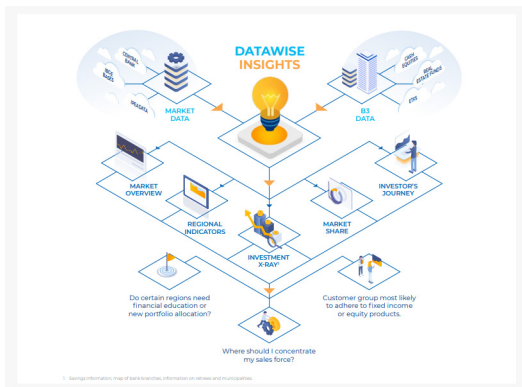 DATAWISE
INSIGHTS
CENTRAL
BANK
IBGE
BASES
IPEADATA
MARKET
DATA
CASH
EQUITIES
REAL
ESTATE FUNDS
ETFS
B3
DATA
MARKET
OVERVIEW
REGIONAL
INDICATORS
INVESTMENT
X-RAY¹
MARKET
SHARE
INVESTOR'S
JOURNEY
Do certain regions need
financial education or
new portfolio allocation?
Customer group most likely
to adhere to fixed income
or equity products.
Where should I concentrate
my sales force?
1 Savings information, map of bank branches, information on retirees and municipalities.